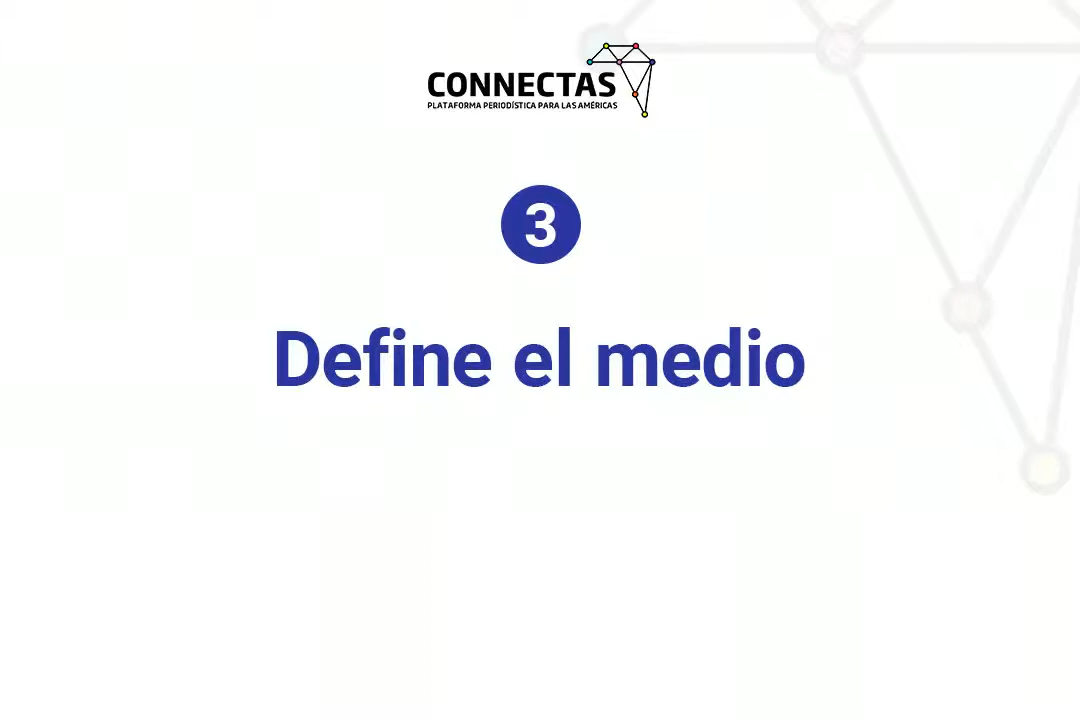 CONNECTAS
PLATAFORMA PERIODÍSTICA PARA LAS AMÉRICAS
3
Define el medio